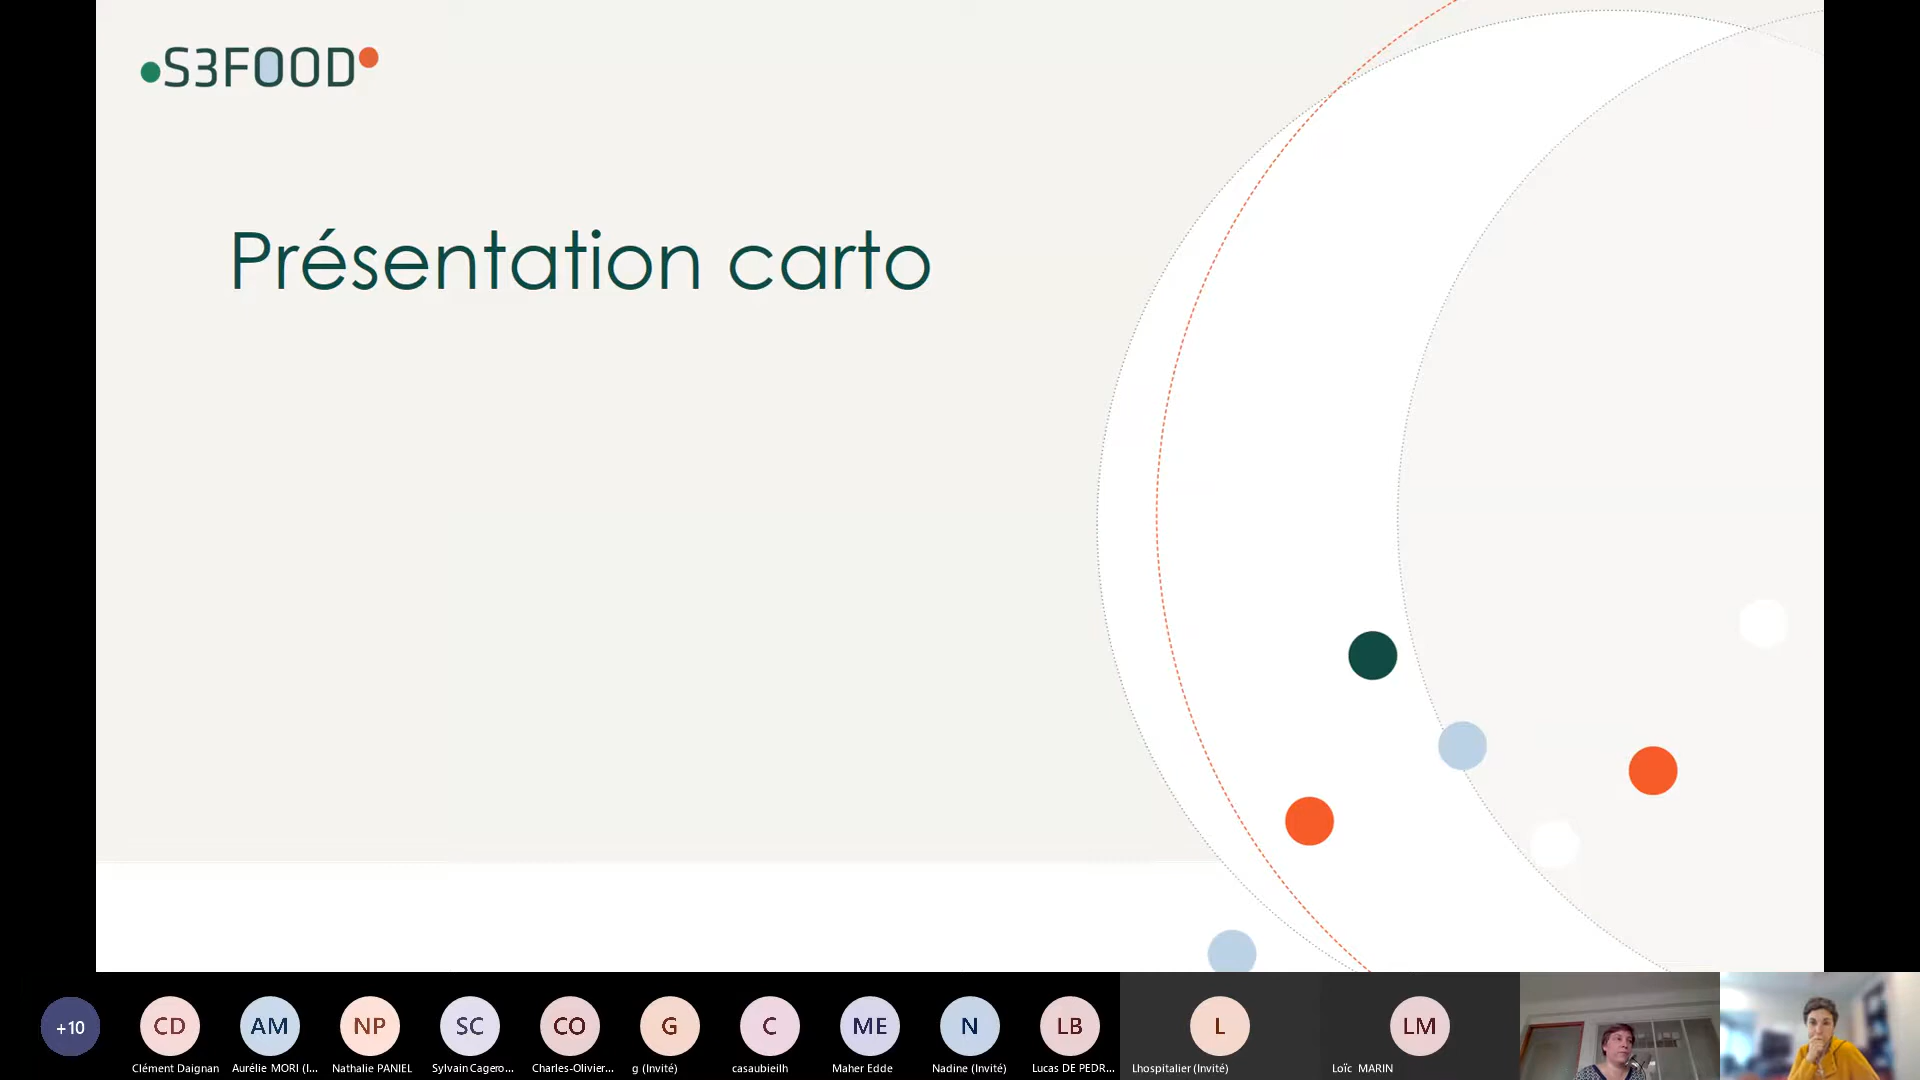 S3FOOD
Présentation carto
+10
CD
AM
NP
SC
CO
G
C
ME
N
LB
L
LM
Clément Daignan
Aurélie MORI (I...
Nathalie PANIEL
Sylvain Cagero...
Charles-Olivier...
g (Invité)
casaubieilh
Maher Edde
Nadine (Invité)
Lucas DE PEDR...
Lhospitalier (Invité)
Loïc MARIN